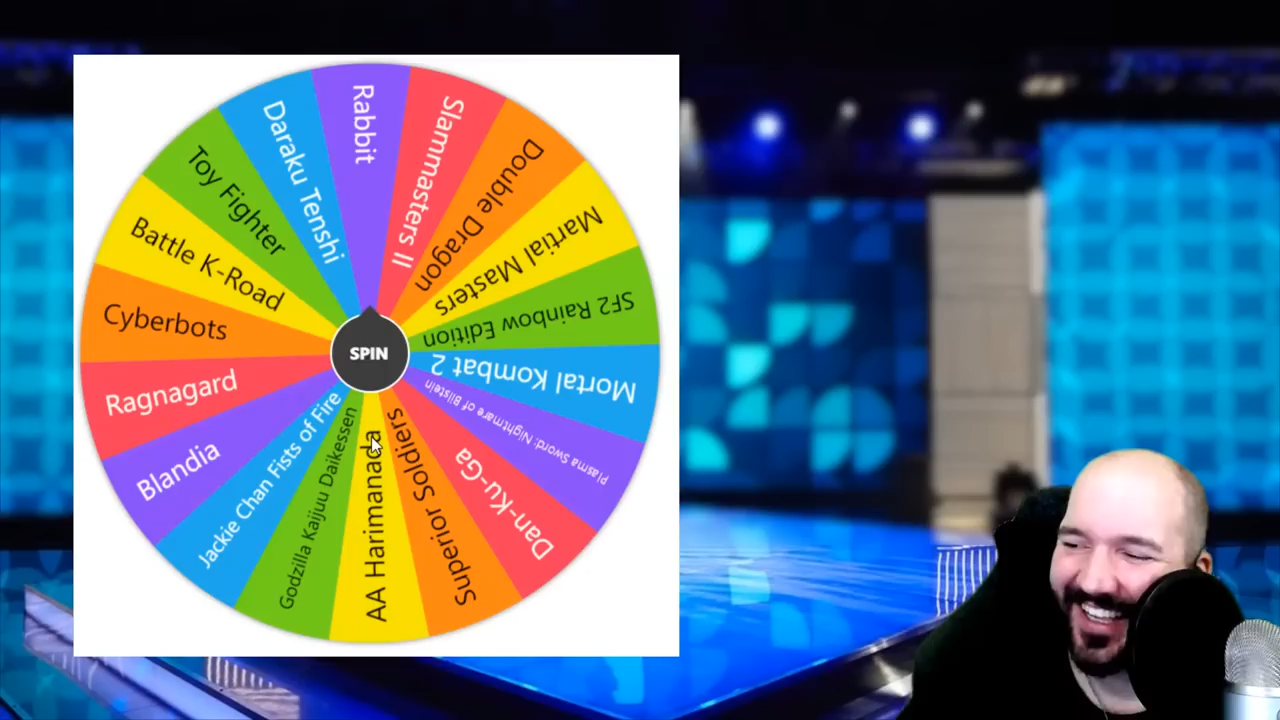 Rabbit
Slammasters II
Double Dragon
Martial Masters
SF2 Rainbow Edition
Mortal Kombat 2
Plasma Sword: Nightmare of Bilstein
Dan-Ku-Ga
Superior Soldiers
AA Harimanada
Godzilla Kaijuu Daikessen
Jackie Chan Fists of Fire
Blandia
Ragnagard
Cyberbots
Battle K-Road
Toy Fighter
Daraku Tenshi
SPIN